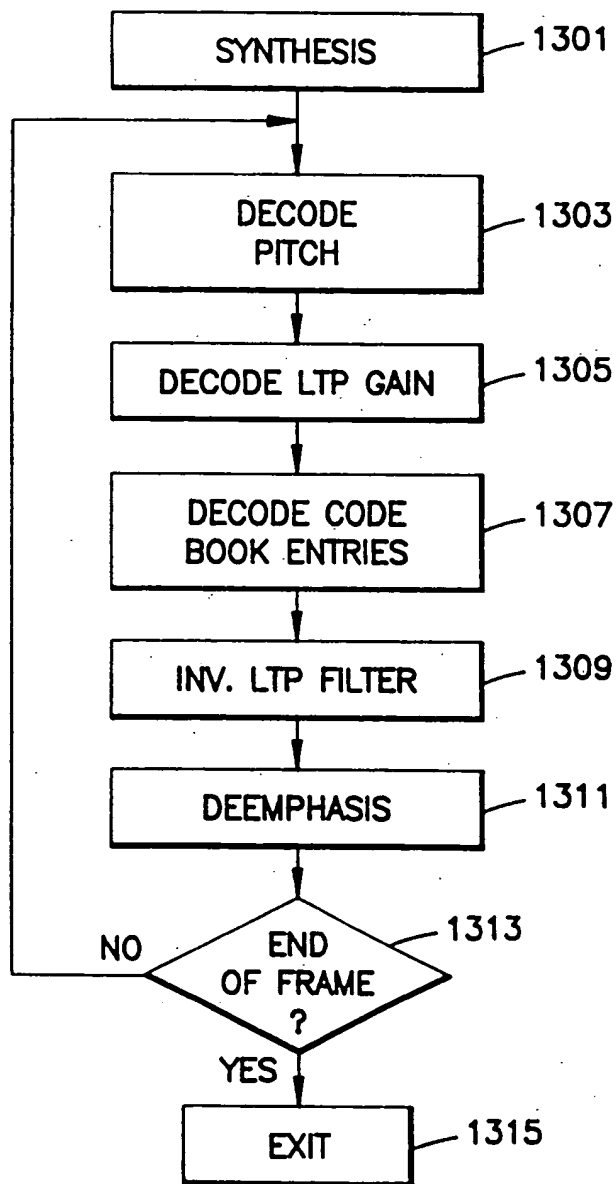 SYNTHESIS
1301
DECODE
PITCH
1303
DECODE LTP GAIN
1305
DECODE CODE
BOOK ENTRIES
1307
INV. LTP FILTER
1309
DEEMPHASIS
1311
NO
END
OF FRAME
?
1313
YES
EXIT
1315